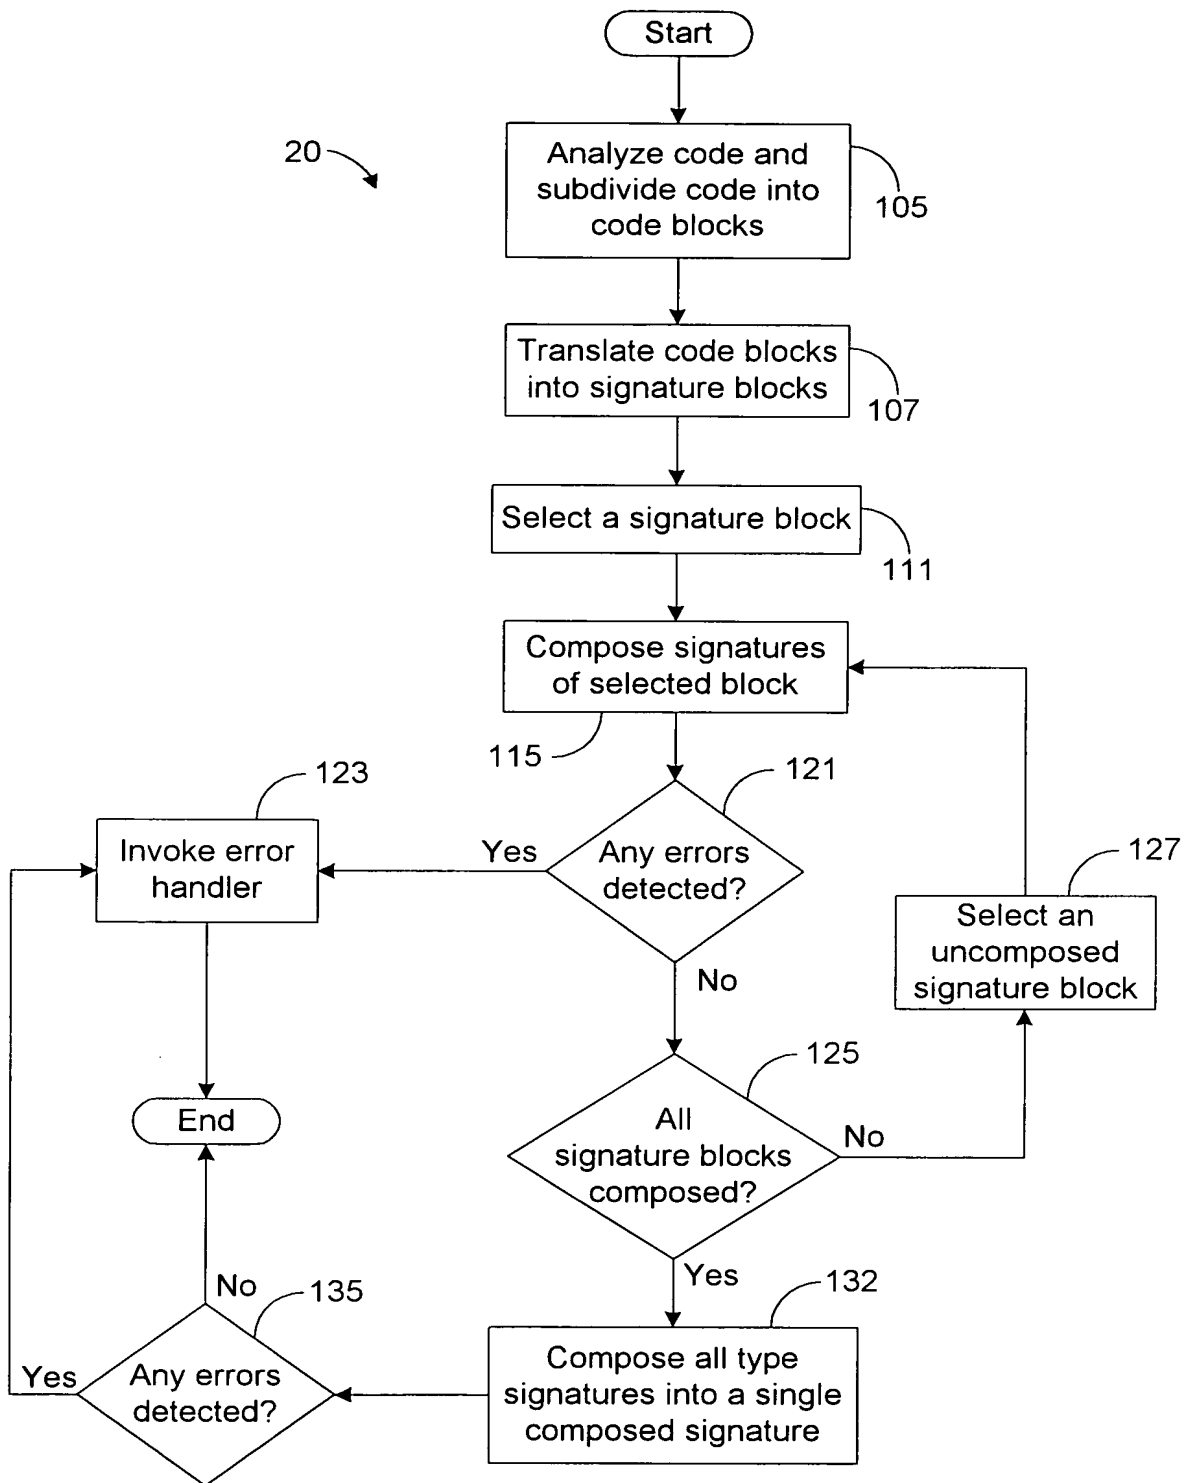 Start
20
Analyze code and
subdivide code into
code blocks
105
Translate code blocks
into signature blocks
107
Select a signature block
111
Compose signatures
of selected block
115
121
123
Invoke error
handler
Yes
Any errors
detected?
127
Select an
uncomposed
signature block
No
125
End
All
signature blocks
composed?
No
Yes
132
No
135
Yes
Any errors
detected?
Compose all type
signatures into a single
composed signature